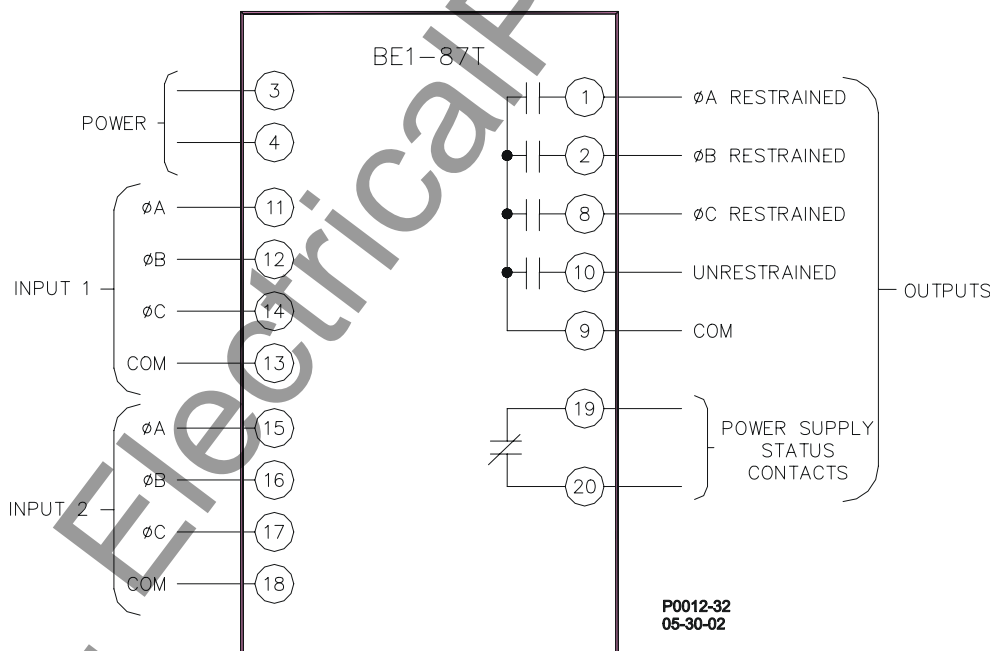 BE1-87T
POWER
3
4
INPUT 1
øA
11
øB
12
øC
14
COM
13
INPUT 2
øA
15
øB
16
øC
17
COM
18
1
øA RESTRAINED
2
øB RESTRAINED
8
øC RESTRAINED
10
UNRESTRAINED
9
COM
OUTPUTS
19
20
POWER SUPPLY
STATUS
CONTACTS
P0012-32
05-30-02
ElectricalP